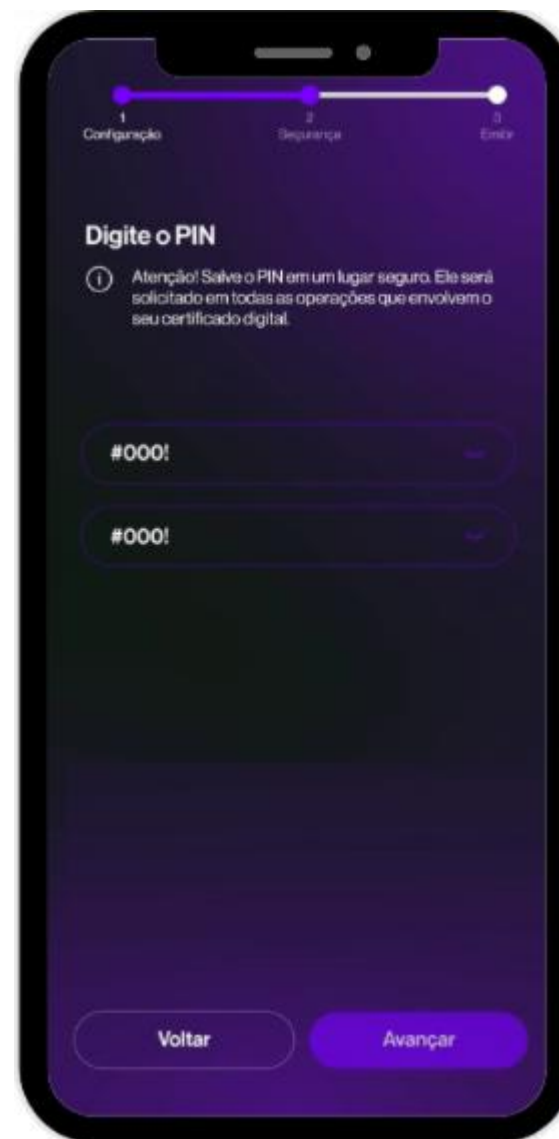 1 2 3
Configuração Segurança Emitir
Digite o PIN
Atenção! Salve o PIN em um lugar seguro. Ele será
solicitado em todas as operações que envolvem o
seu certificado digital.
#000!
#000!
Voltar Avançar